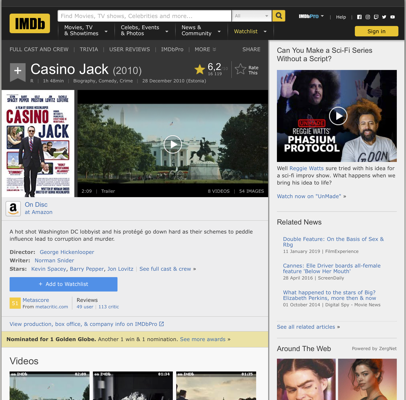 IMDb
Find Movies, TV shows, Celebrities and more...
All
IMDbPro
Help
Movies, TV & Showtimes
Celebs, Events & Photos
News & Community
Watchlist
Sign in
FULL CAST AND CREW | TRIVIA | USER REVIEWS | IMDbPro | MORE
SHARE
Casino Jack (2010)
6,2
Rate This
1h 48min | Biography, Comedy, Crime | 28 December 2010 (Estonia)
CASINO JACK
2:09 | Trailer
8 VIDEOS | 54 IMAGES
On Disc
at Amazon
A hot shot Washington DC lobbyist and his protégé go down hard as their schemes to peddle
influence lead to corruption and murder.
Director: George Hickenlooper
Writer: Norman Snider
Stars: Kevin Spacey, Barry Pepper, Jon Lovitz | See full cast & crew »
+ Add to Watchlist
Metascore
From metacritic.com
Reviews
49 user | 113 critic
View production, box office, & company info on IMDbPro
Nominated for 1 Golden Globe. Another 1 win & 1 nomination. See more awards »
Videos
Can You Make a Sci-Fi Series
Without a Script?
REGGIE WATTS'
PHASIUM
PROTOCOL
Well Reggie Watts sure tried with his idea for
a sci-fi improv show. What happens when we
bring his idea to life?
Watch now on "UnMade" »
Related News
Double Feature: On the Basis of Sex &
Rbg
11 January 2019 | FilmExperience
Cannes: Elle Driver boards all-female
feature 'Below Her Mouth'
28 April 2016 | ScreenDaily
What happened to the stars of Big?
Elizabeth Perkins, more then & now
01 October 2014 | Digital Spy - Movie News
See all related articles »
Around The Web
Powered by ZergNet